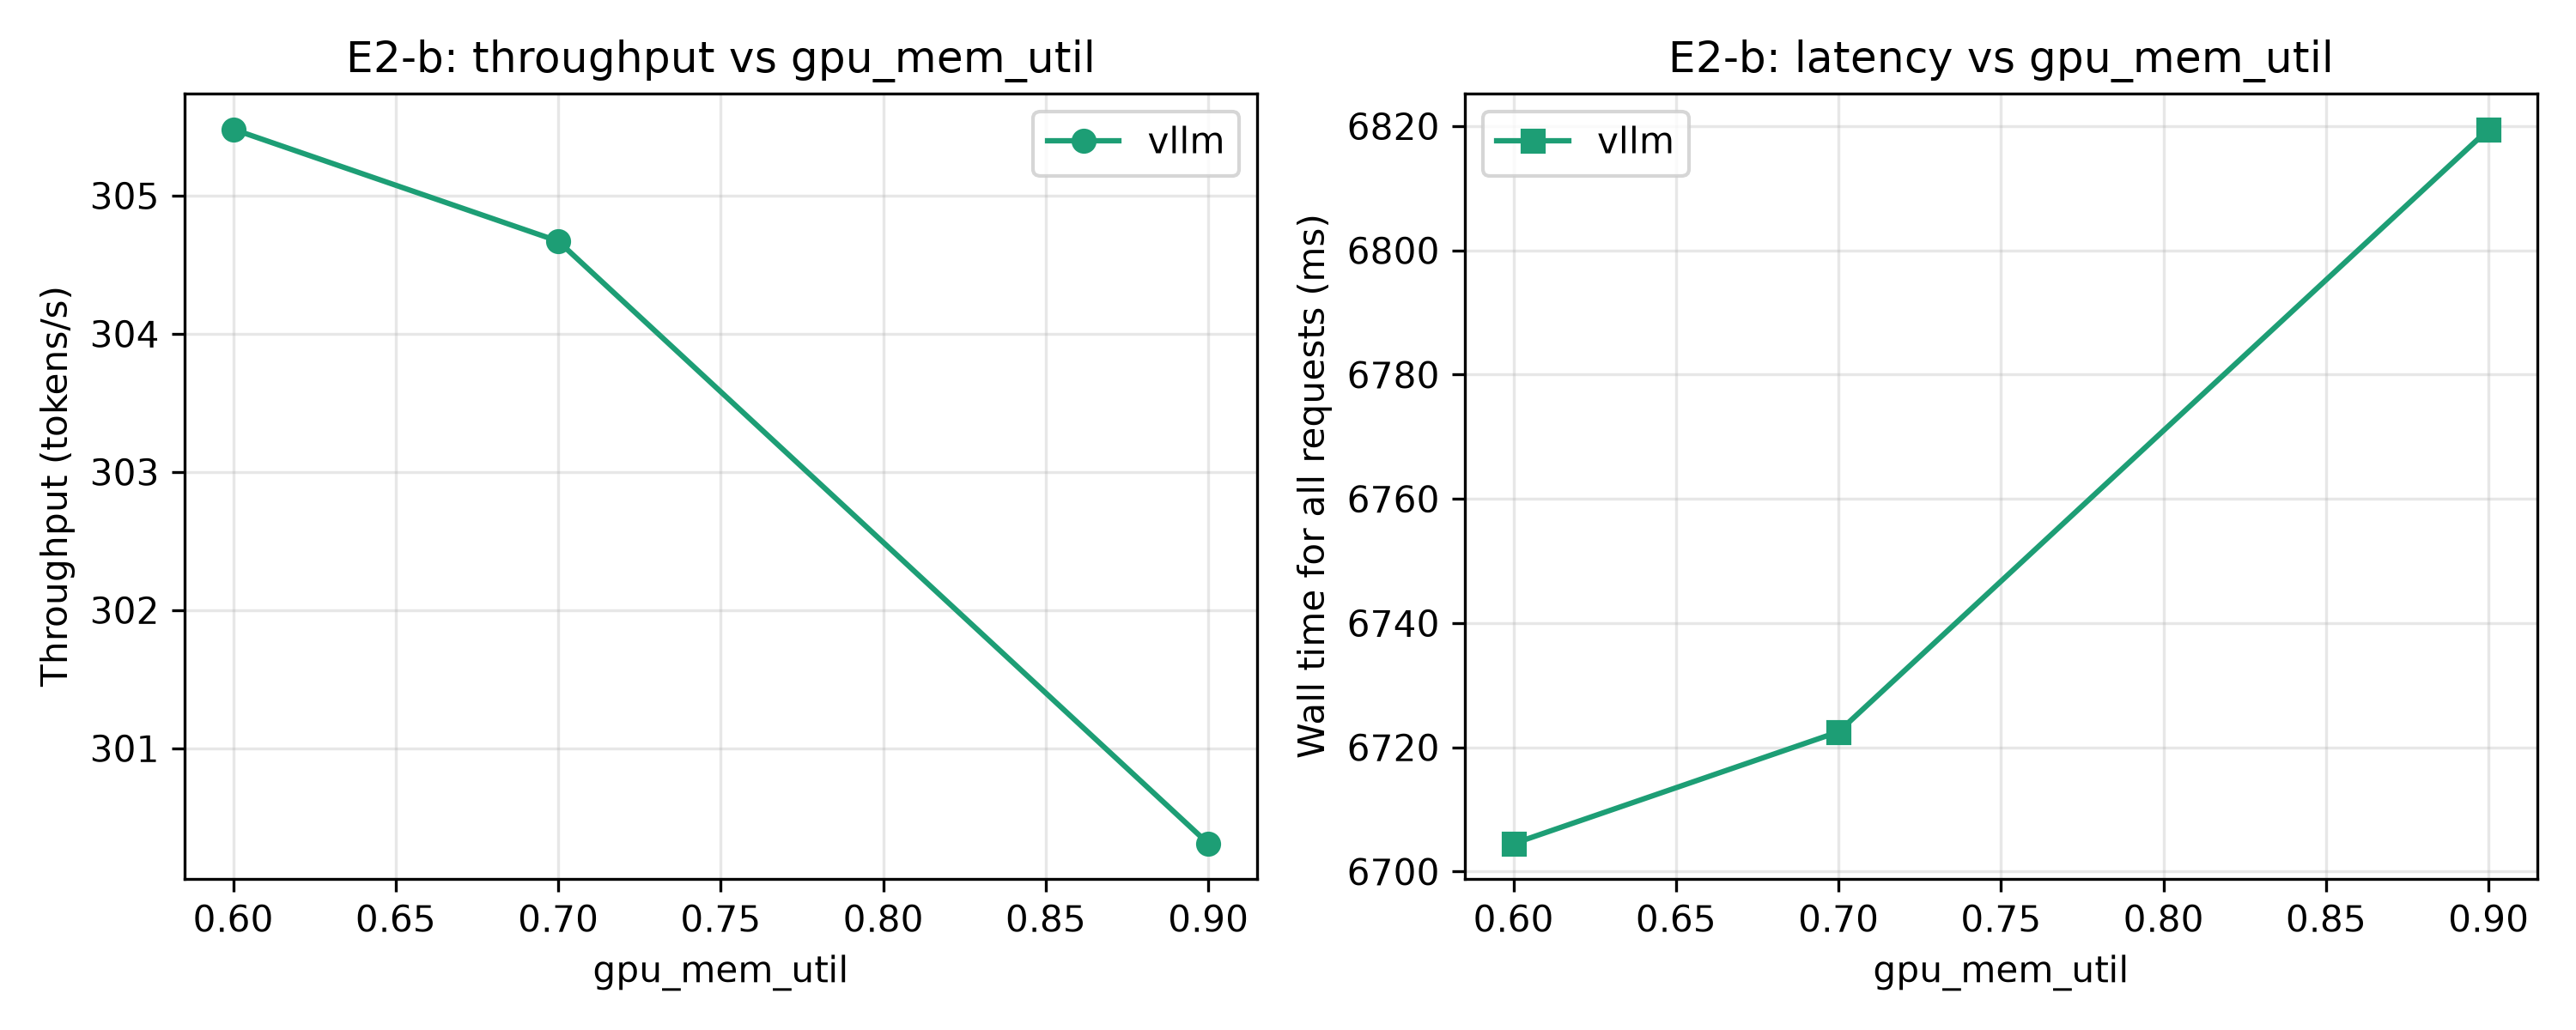 E2-b: throughput vs gpu_mem_util
vllm
Throughput (tokens/s)
305
304
303
302
301
0.60 0.65 0.70 0.75 0.80 0.85 0.90
gpu_mem_util
E2-b: latency vs gpu_mem_util
vllm
Wall time for all requests (ms)
6820
6800
6780
6760
6740
6720
6700
0.60 0.65 0.70 0.75 0.80 0.85 0.90
gpu_mem_util